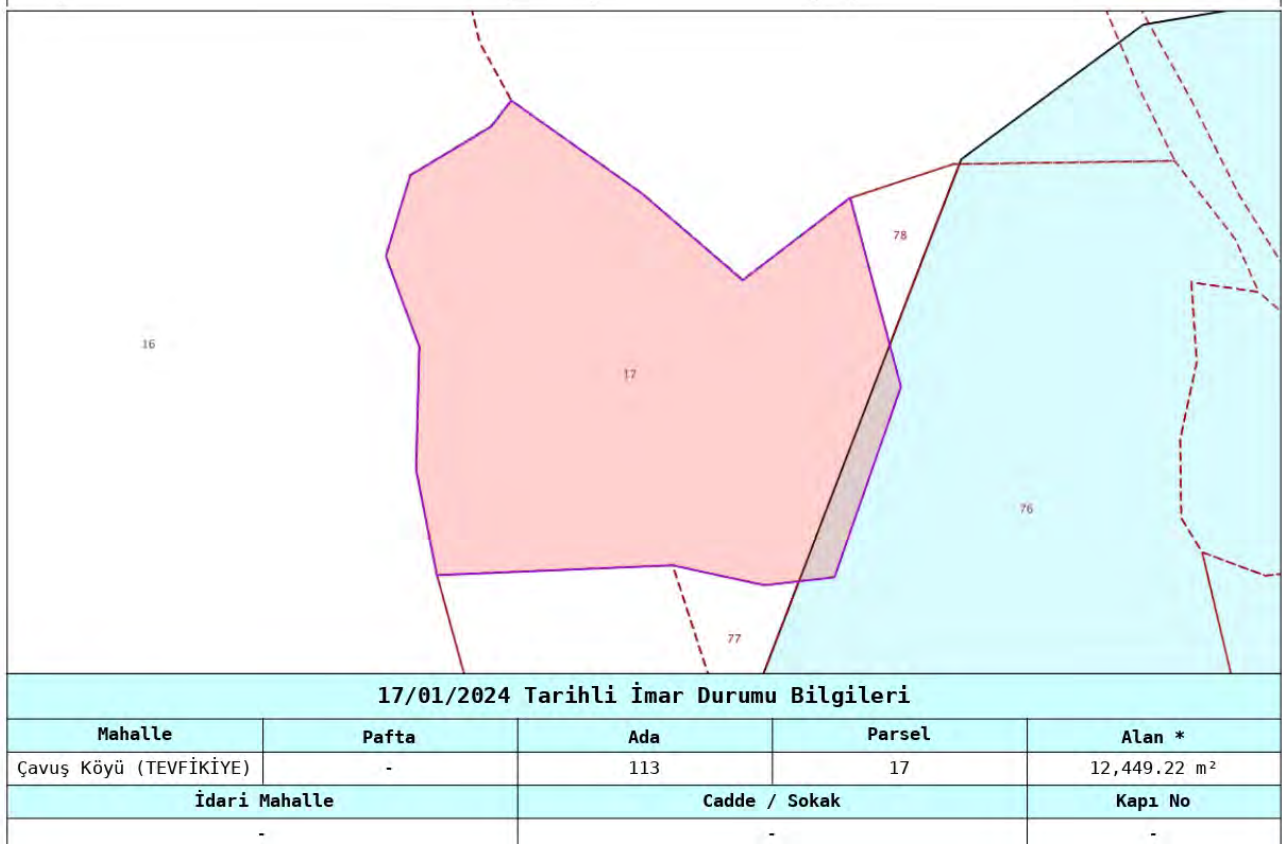 78
16
17
76
77
17/01/2024 Tarihli İmar Durumu Bilgileri
Mahalle Pafta Ada Parsel Alan *
Çavuş Köyü (TEVFİKİYE) - 113 17 12,449.22 m²
İdari Mahalle Cadde / Sokak Kapı No
- - -